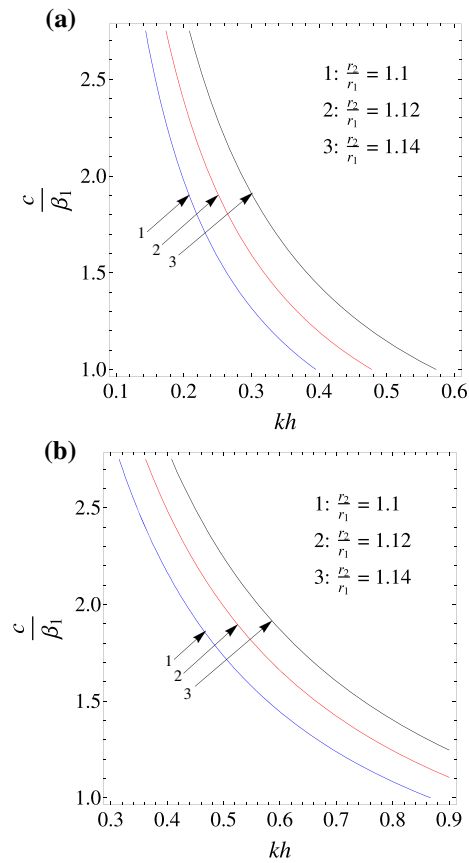 (a)
2.5
2.0
1.5
1.0
c/β₁
1: r₂/r₁ = 1.1
2: r₂/r₁ = 1.12
3: r₂/r₁ = 1.14
1
2
3
0.1 0.2 0.3 0.4 0.5 0.6
kh
(b)
2.5
2.0
1.5
1.0
c/β₁
1: r₂/r₁ = 1.1
2: r₂/r₁ = 1.12
3: r₂/r₁ = 1.14
1
2
3
0.3 0.4 0.5 0.6 0.7 0.8 0.9
kh